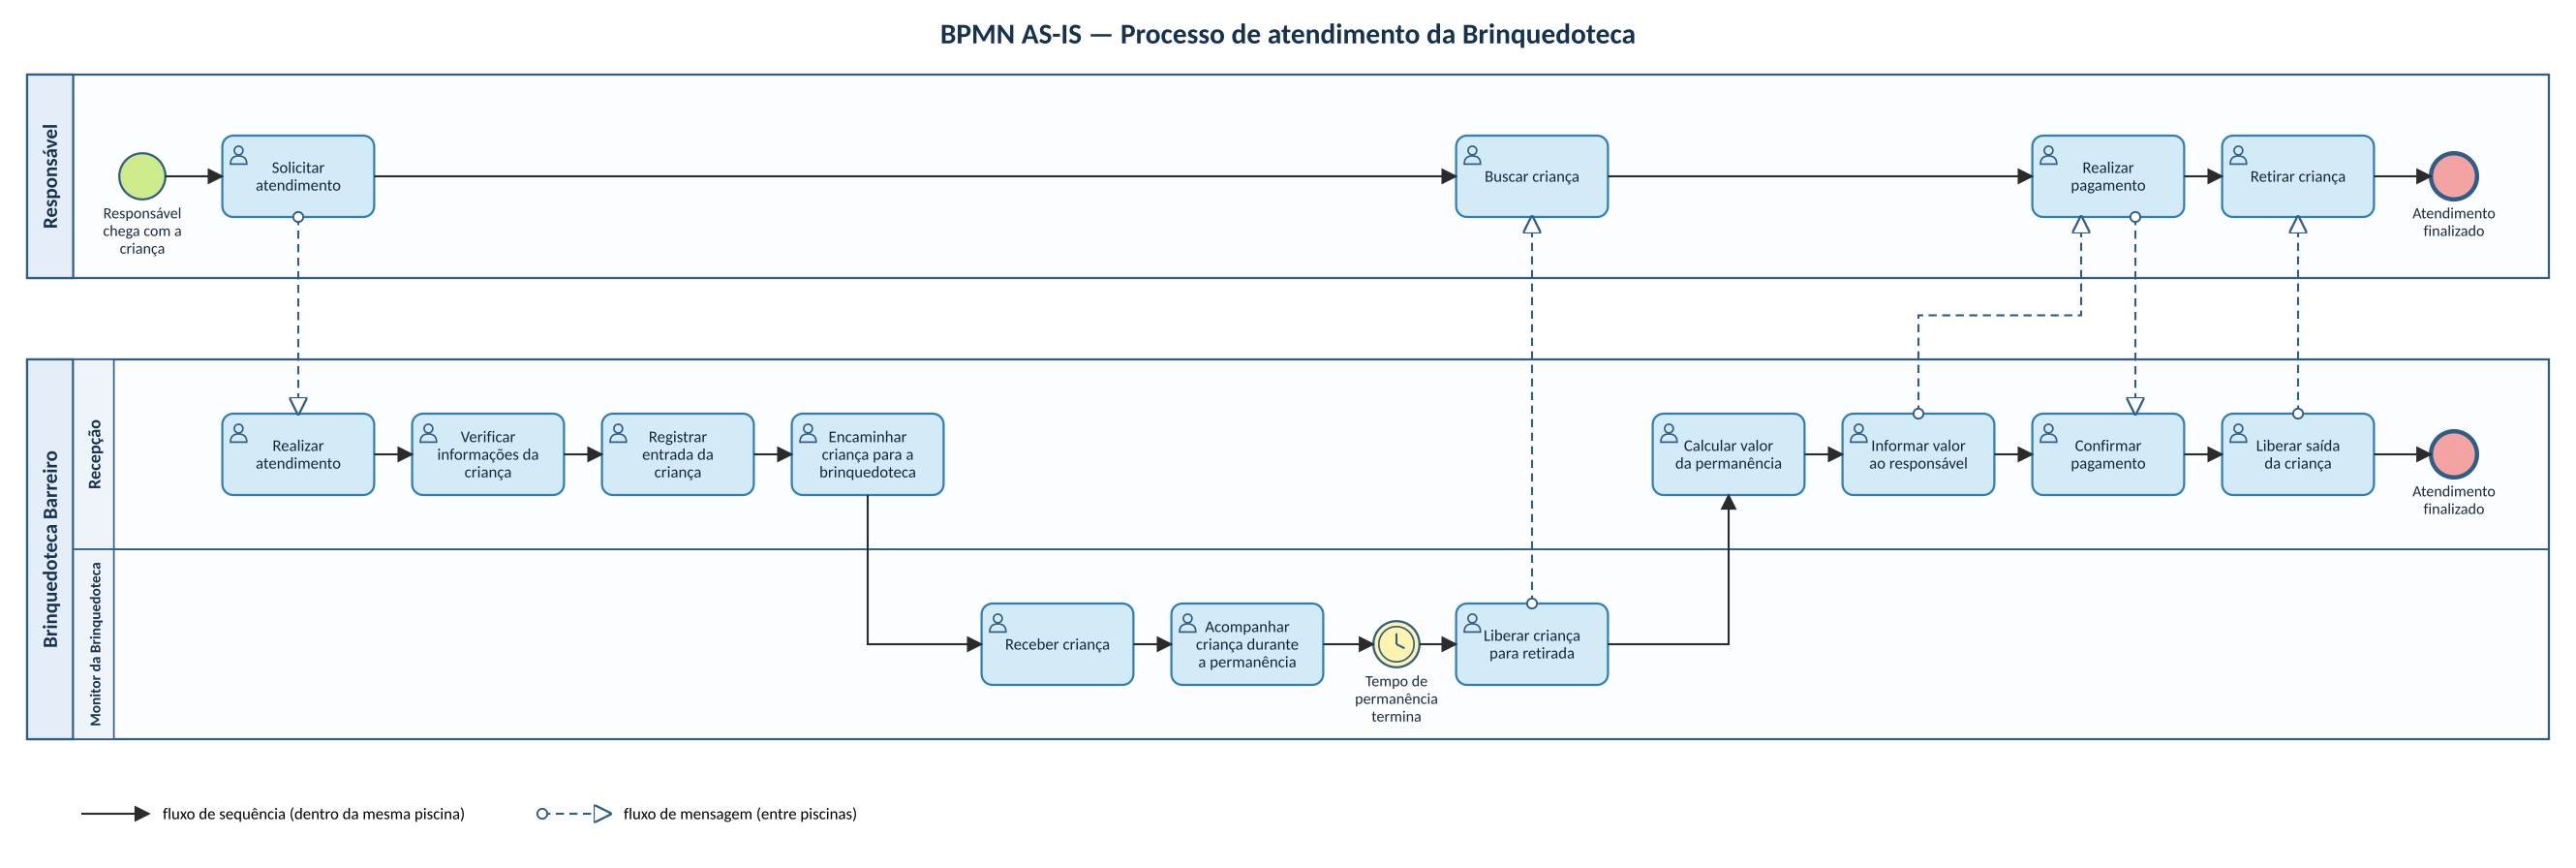 BPMN AS-IS — Processo de atendimento da Brinquedoteca
Responsável
Responsável
chega com a
criança
Solicitar
atendimento
Buscar criança
Realizar
pagamento
Retirar criança
Atendimento
finalizado
Brinquedoteca Barreiro
Recepção
Realizar
atendimento
Verificar
informações da
criança
Registrar
entrada da
criança
Encaminhar
criança para a
brinquedoteca
Calcular valor
da permanência
Informar valor
ao responsável
Confirmar
pagamento
Liberar saída
da criança
Atendimento
finalizado
Monitor da Brinquedoteca
Receber criança
Acompanhar
criança durante
a permanência
Tempo de
permanência
termina
Liberar criança
para retirada
fluxo de sequência (dentro da mesma piscina)
fluxo de mensagem (entre piscinas)